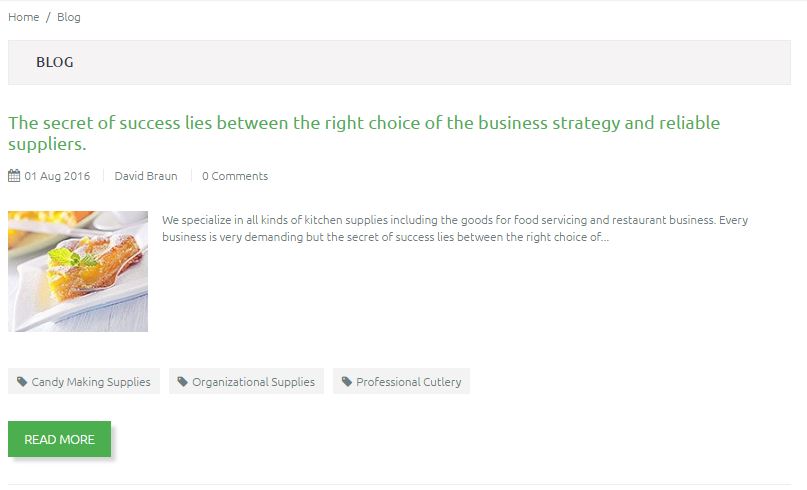 Home / Blog
BLOG
The secret of success lies between the right choice of the business strategy and reliable
suppliers.
01 Aug 2016 David Braun 0 Comments
We specialize in all kinds of kitchen supplies including the goods for food servicing and restaurant business. Every
business is very demanding but the secret of success lies between the right choice of...
Candy Making Supplies Organizational Supplies Professional Cutlery
READ MORE